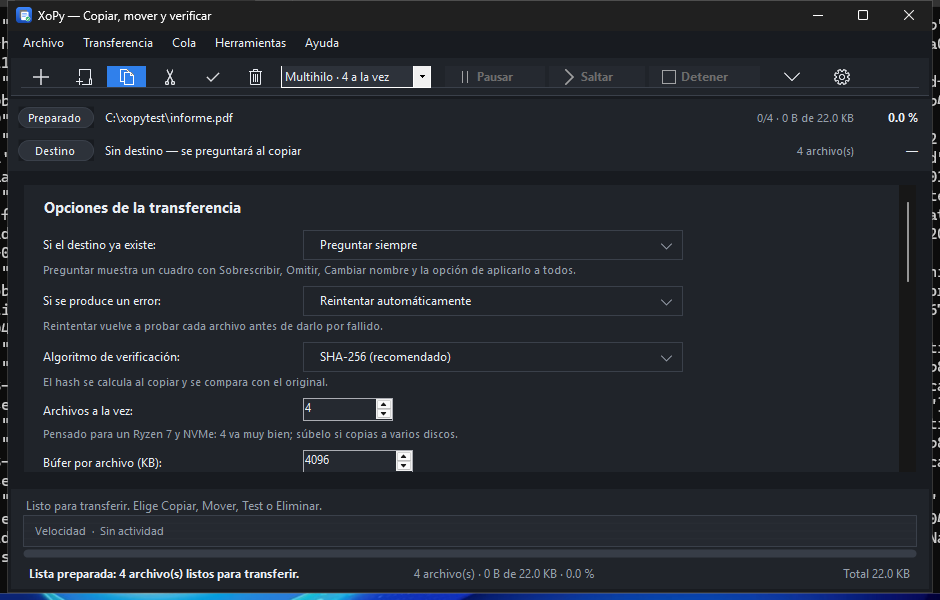 XoPy — Copiar, mover y verificar
Archivo Transferencia Cola Herramientas Ayuda
Multihilo · 4 a la vez Pausar Saltar Detener
Preparado C:\xopytest\informe.pdf 0/4 · 0 B de 22.0 KB 0.0 %
Destino Sin destino — se preguntará al copiar 4 archivo(s) —
Opciones de la transferencia
Si el destino ya existe: Preguntar siempre
Preguntar muestra un cuadro con Sobrescribir, Omitir, Cambiar nombre y la opción de aplicarlo a todos.
Si se produce un error: Reintentar automáticamente
Reintentar vuelve a probar cada archivo antes de darlo por fallido.
Algoritmo de verificación: SHA-256 (recomendado)
El hash se calcula al copiar y se compara con el original.
Archivos a la vez: 4
Pensado para un Ryzen 7 y NVMe: 4 va muy bien; súbelo si copias a varios discos.
Búfer por archivo (KB): 4096
Listo para transferir. Elige Copiar, Mover, Test o Eliminar.
Velocidad · Sin actividad
Lista preparada: 4 archivo(s) listos para transferir. 4 archivo(s) · 0 B de 22.0 KB · 0.0 % Total 22.0 KB